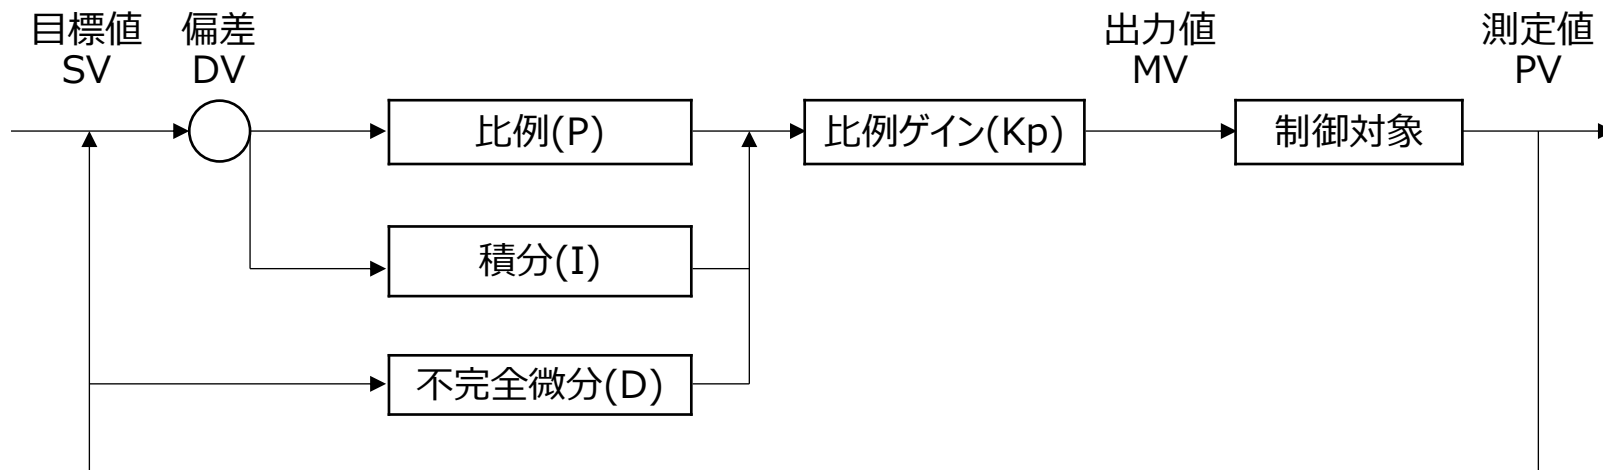 目標値
SV
偏差
DV
出力値
MV
測定値
PV
比例(P)
比例ゲイン(Kp)
制御対象
積分(I)
不完全微分(D)